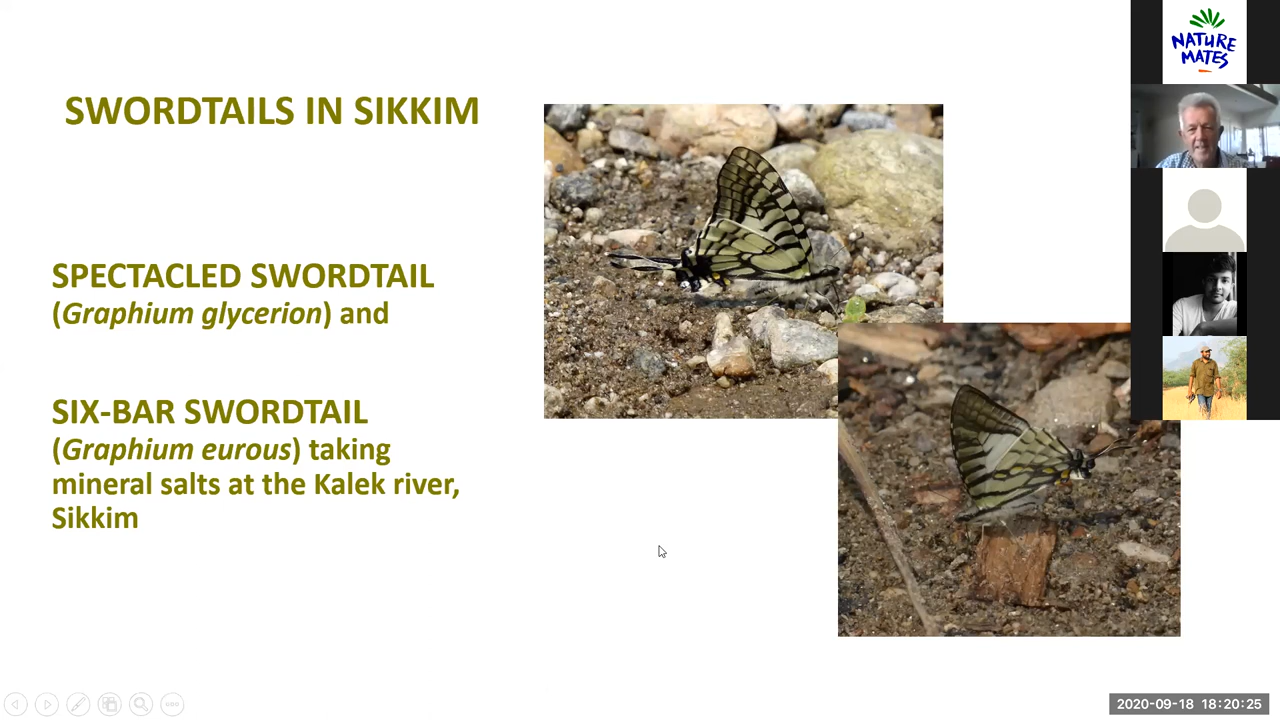 SWORDTAILS IN SIKKIM
SPECTACLED SWORDTAIL
(Graphium glycerion) and
SIX-BAR SWORDTAIL
(Graphium eurous) taking
mineral salts at the Kalek river,
Sikkim
NATURE
MATES
2020-09-18 18:20:25